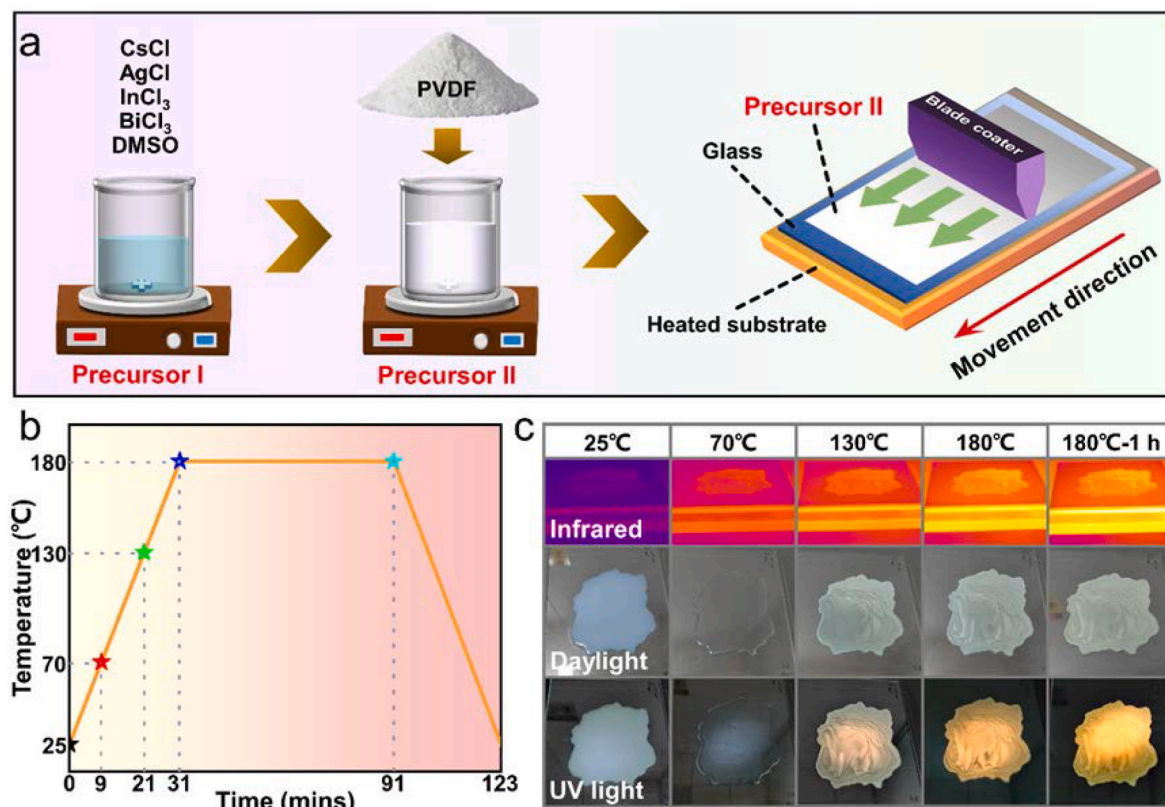 a
CsCl
AgCl
InCl₃
BiCl₃
DMSO
Precursor I
PVDF
Precursor II
Precursor II
Blade coater
Glass
Heated substrate
Movement direction
b
Temperature (℃)
180
130
70
25
0 9 21 31 91 123
Time (mins)
c
25℃ 70℃ 130℃ 180℃ 180℃-1 h
Infrared
Daylight
UV light